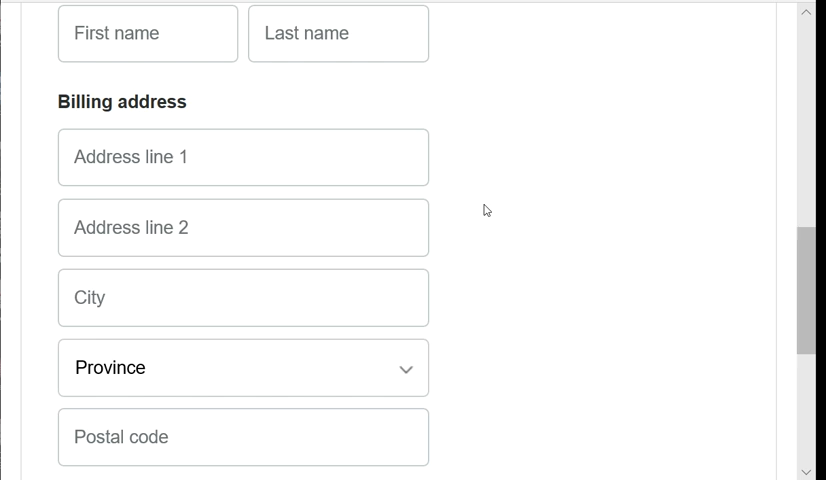 First name Last name
Billing address
Address line 1
Address line 2
City
Province
Postal code